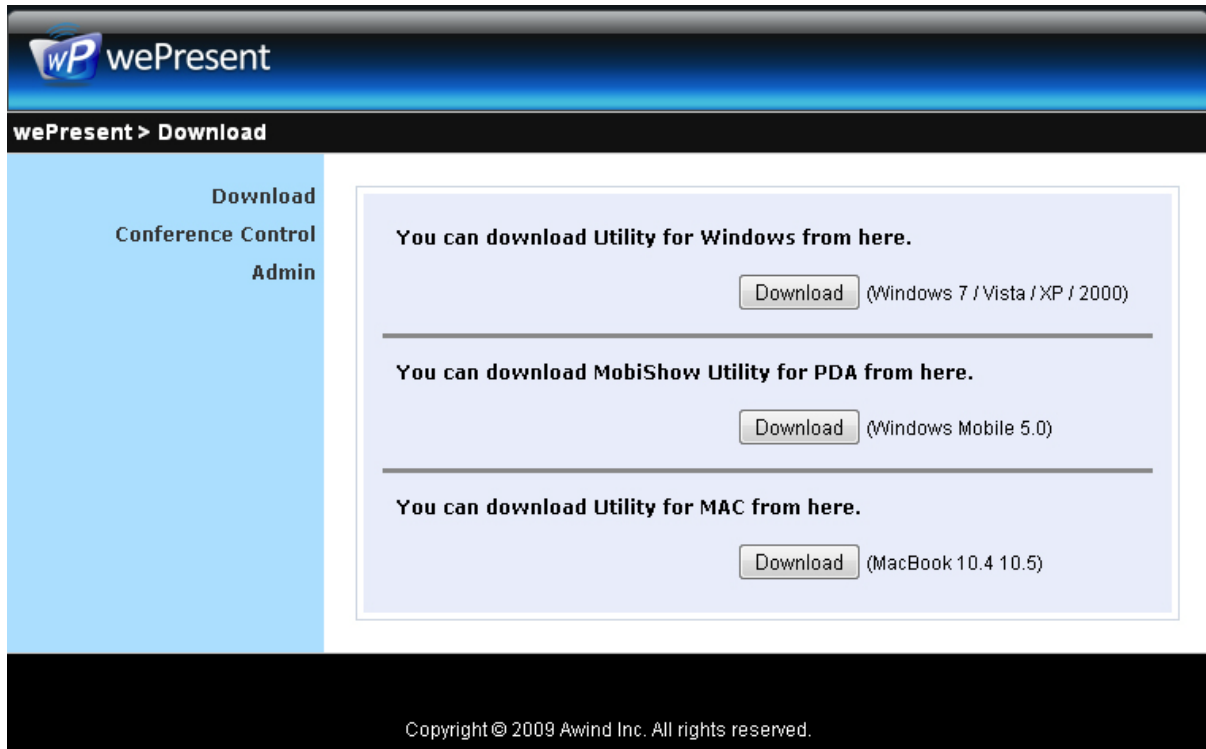 wP wePresent
wePresent > Download
Download
Conference Control
Admin
You can download Utility for Windows from here.
Download (Windows 7 / Vista / XP / 2000)
You can download MobiShow Utility for PDA from here.
Download (Windows Mobile 5.0)
You can download Utility for MAC from here.
Download (MacBook 10.4 10.5)
Copyright © 2009 Awind Inc. All rights reserved.